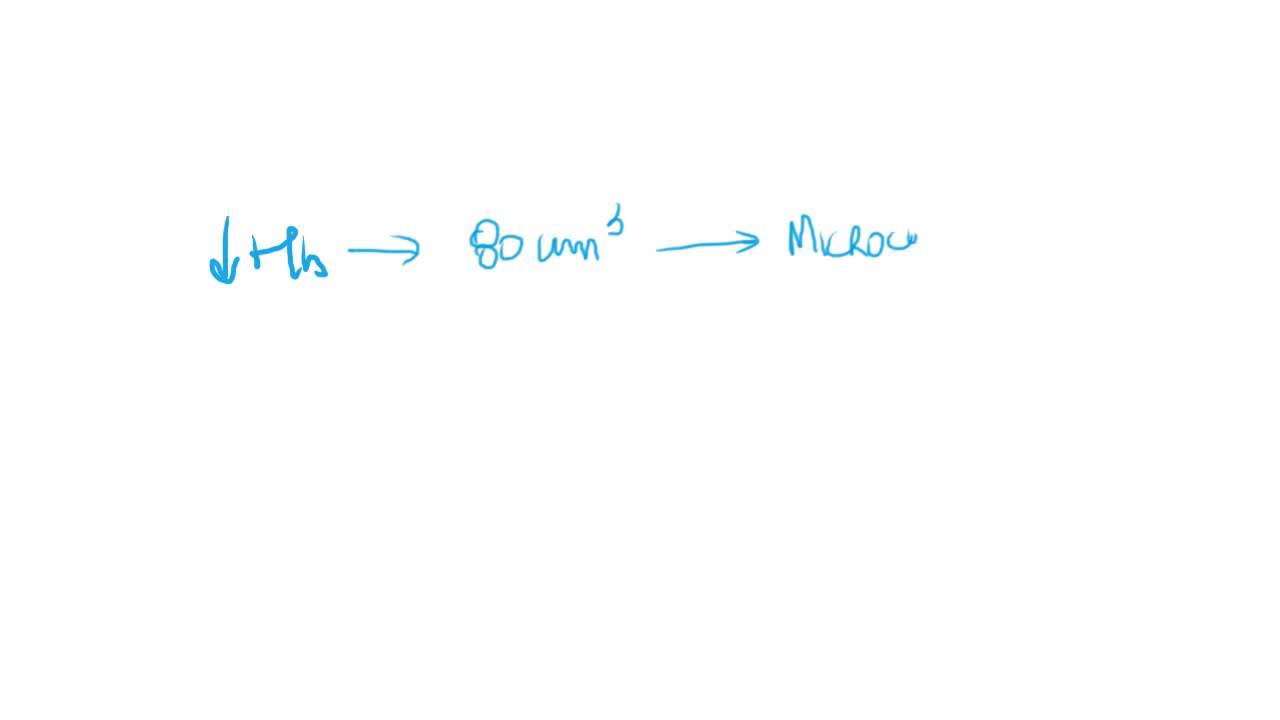 ↓Hb → 80 um³ → Microc